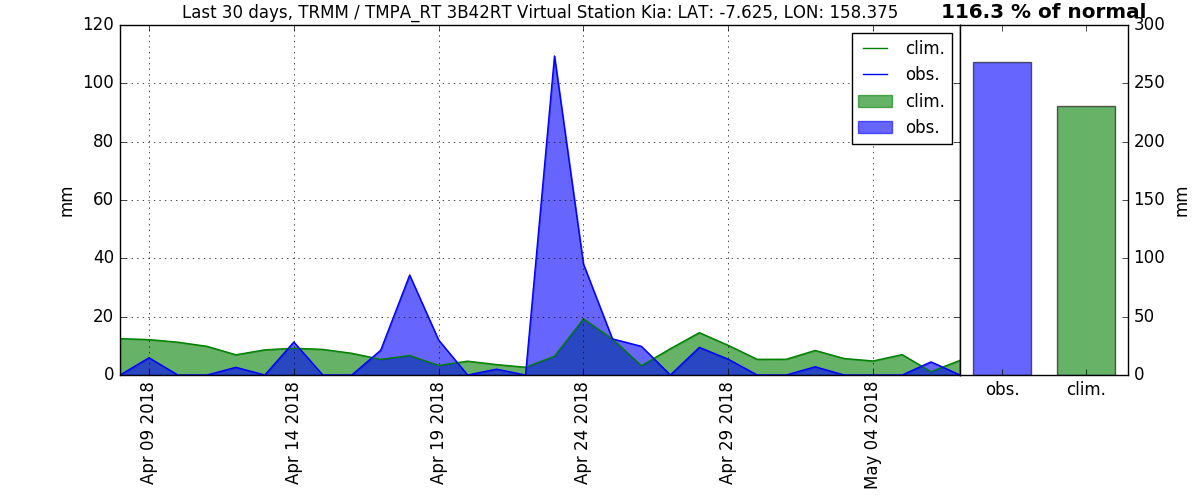 Last 30 days, TRMM / TMPA_RT 3B42RT Virtual Station Kia: LAT: -7.625, LON: 158.375
116.3 % of normal
120
100
80
60
40
20
0
mm
clim.
obs.
clim.
obs.
300
250
200
150
100
50
0
mm
Apr 09 2018
Apr 14 2018
Apr 19 2018
Apr 24 2018
Apr 29 2018
May 04 2018
obs.
clim.